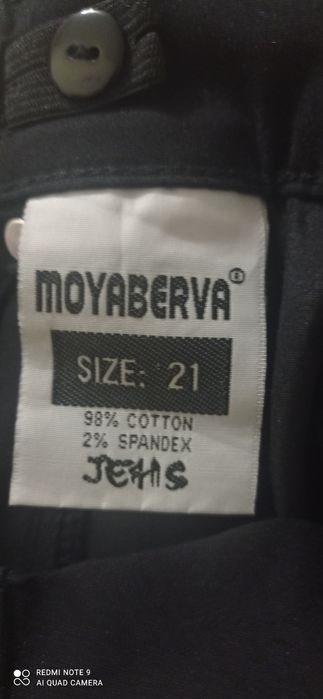 MOYABERVA®
SIZE: 21
98% COTTON
2% SPANDEX
JEANS
REDMI NOTE 9
AI QUAD CAMERA